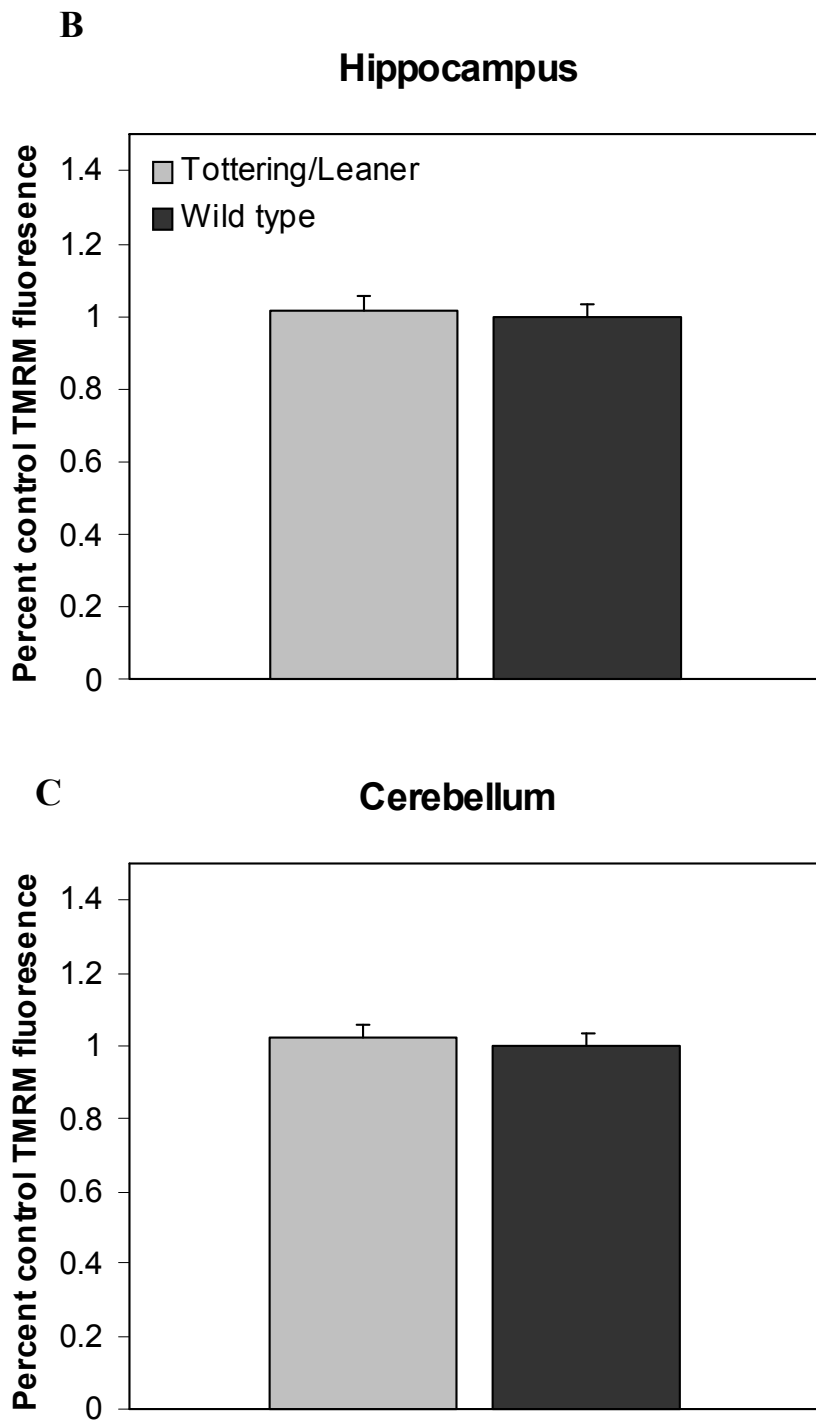 B
Hippocampus
Percent control TMRM fluoresence
1.4
1.2
1
0.8
0.6
0.4
0.2
0
Tottering/Leaner
Wild type
C
Cerebellum
Percent control TMRM fluoresence
1.4
1.2
1
0.8
0.6
0.4
0.2
0